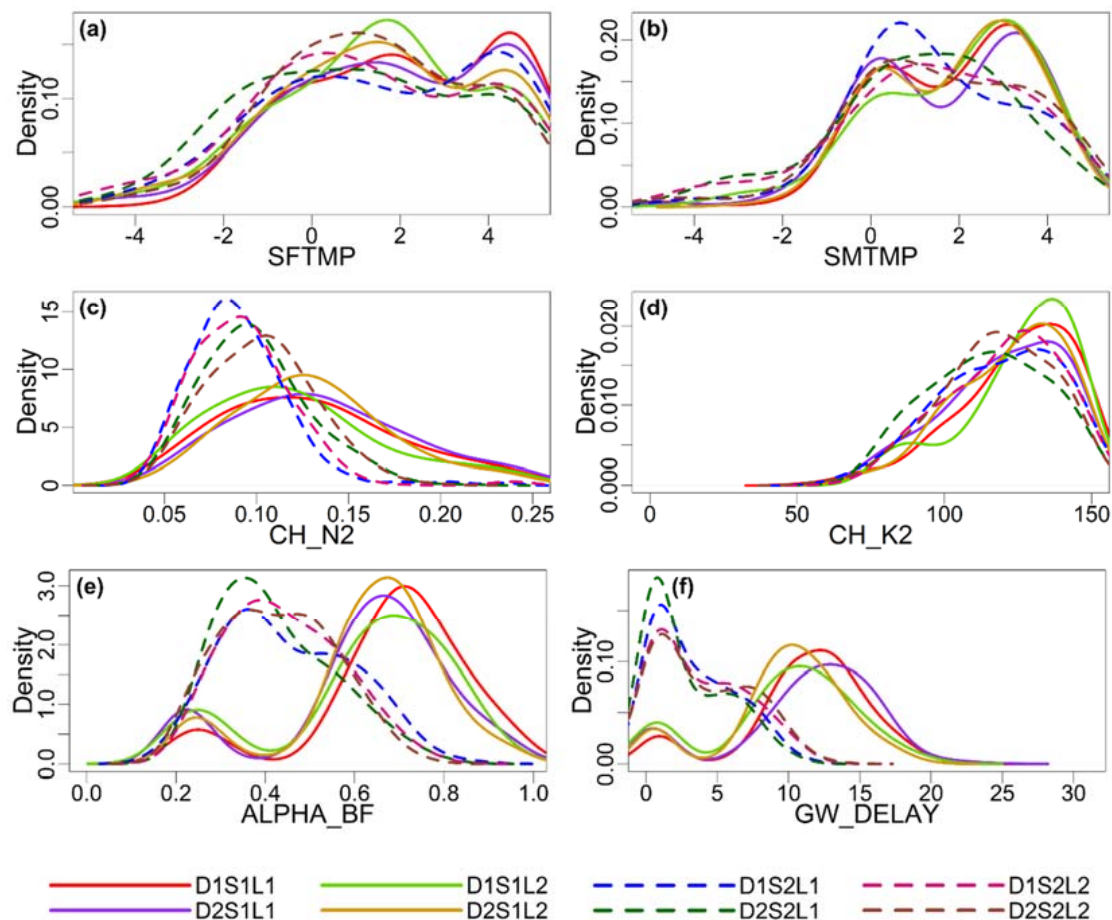 (a) (b)
Density 0.00 0.10
Density 0.00 0.10 0.20
-4 -2 0 2 4
-4 -2 0 2 4
SFTMP SMTMP
(c) (d)
Density 0 5 10 15
Density 0.000 0.010 0.020
0.05 0.10 0.15 0.20 0.25
0 50 100 150
CH_N2 CH_K2
(e) (f)
Density 0.0 1.0 2.0 3.0
Density 0.00 0.10
0.0 0.2 0.4 0.6 0.8 1.0
0 5 10 15 20 25 30
ALPHA_BF GW_DELAY
D1S1L1 D1S1L2 D1S2L1 D1S2L2
D2S1L1 D2S1L2 D2S2L1 D2S2L2